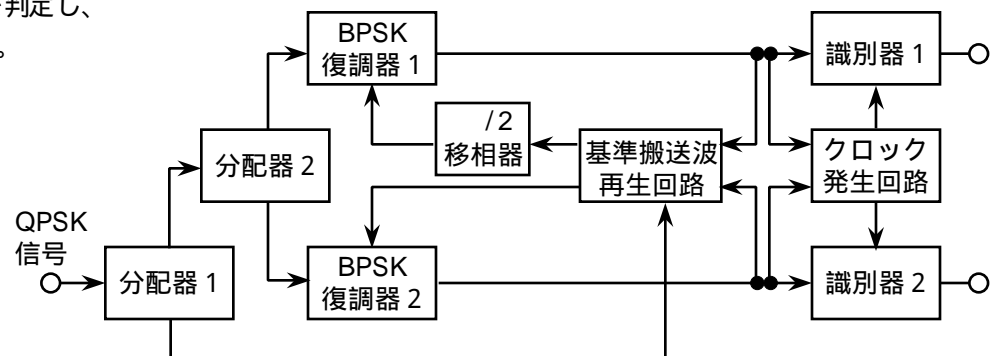 判定し、
。
BPSK
復調器 1
識別器 1
/2
移相器
基準搬送波
再生回路
クロック
発生回路
分配器 2
QPSK
信号
分配器 1
BPSK
復調器 2
識別器 2